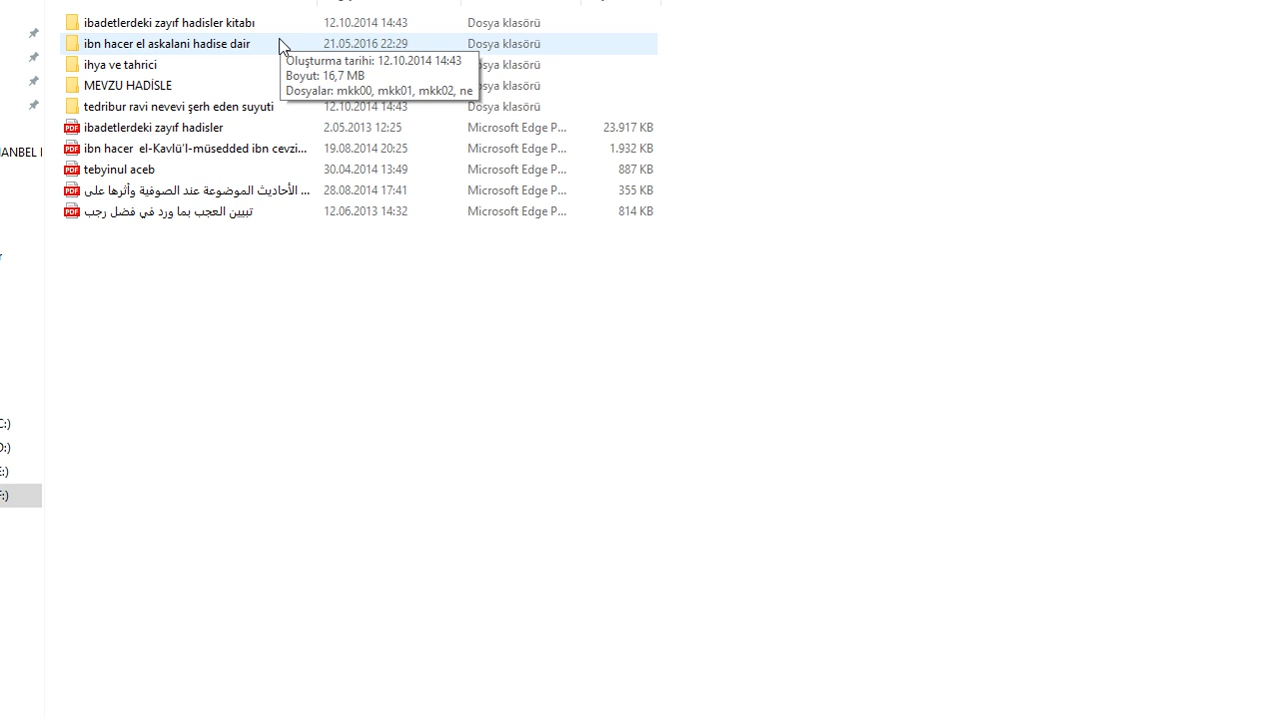 ibadetlerdeki zayıf hadisler kitabı 12.10.2014 14:43 Dosya klasörü
ibn hacer el askalani hadise dair 21.05.2016 22:29 Dosya klasörü
ihya ve tahrici osya klasörü
MEVZU HADİSLE osya klasörü
tedribur ravi nevevi şerh eden suyuti 12.10.2014 14:43 Dosya klasörü
ibadetlerdeki zayıf hadisler 2.05.2013 12:25 Microsoft Edge P... 23.917 KB
ibn hacer el-Kavlü'l-müsedded ibn cevzi... 19.08.2014 20:25 Microsoft Edge P... 1.932 KB
tebyinul aceb 30.04.2014 13:49 Microsoft Edge P... 887 KB
الأحاديث الموضوعة عند الصوفية وأثرها على ... 28.08.2014 17:41 Microsoft Edge P... 355 KB
تبيين العجب بما ورد في فضل رجب 12.06.2013 14:32 Microsoft Edge P... 814 KB
Oluşturma tarihi: 12.10.2014 14:43
Boyut: 16,7 MB
Dosyalar: mkk00, mkk01, mkk02, ne
PDF
PDF
PDF
PDF
PDF
ANBEL
C:)
D:)
E:)
F:)